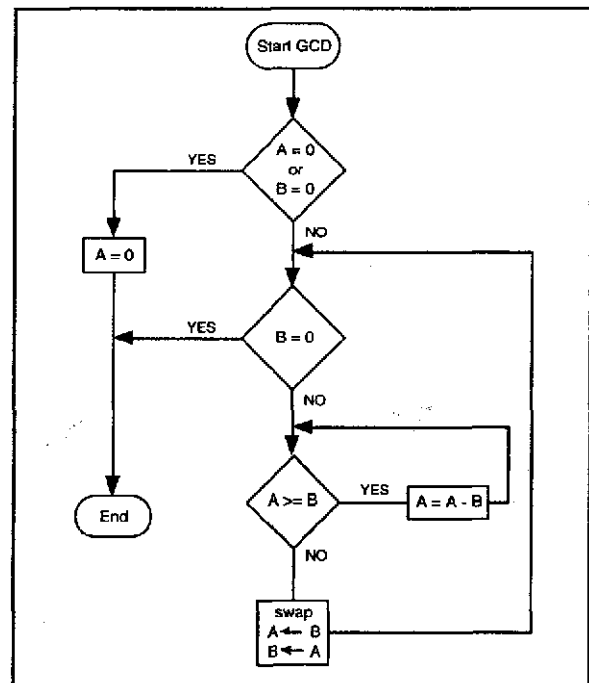 Start GCD
A = 0
or
B = 0
YES
NO
A = 0
B = 0
YES
NO
A >= B
YES
A = A - B
End
NO
swap
A ← B
B ← A